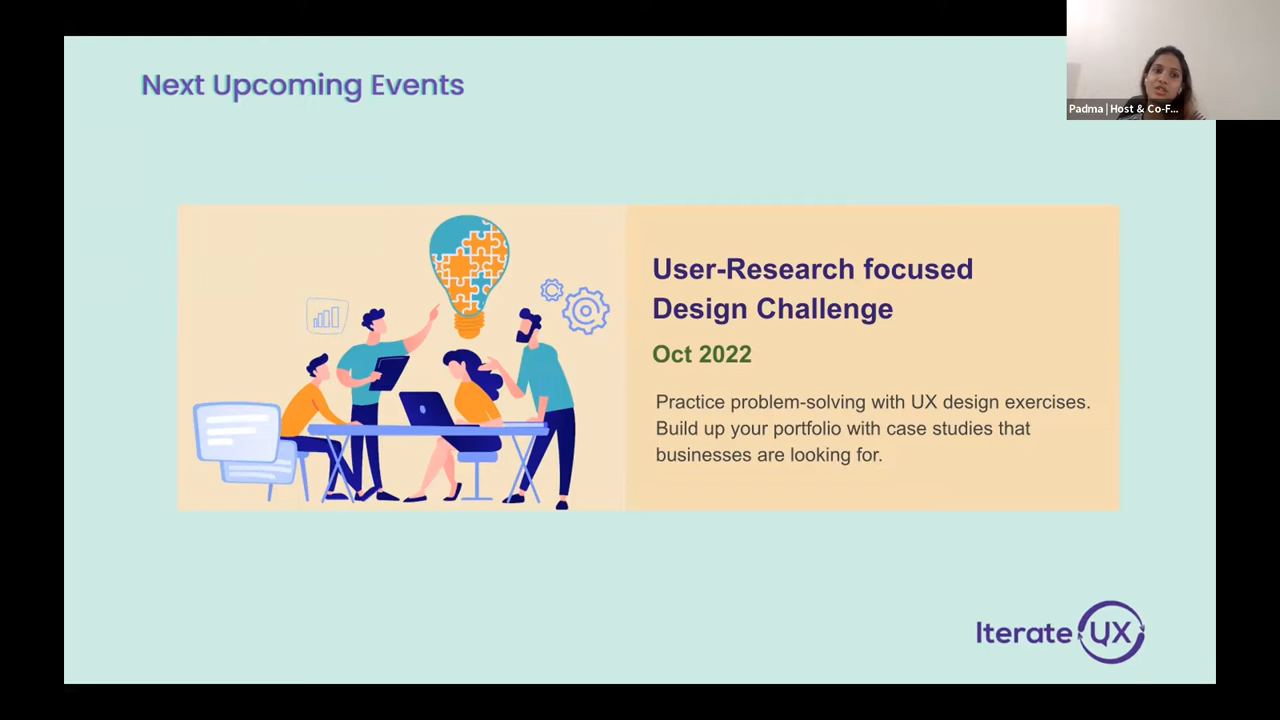 Next Upcoming Events
Padma | Host & Co-F...
User-Research focused
Design Challenge
Oct 2022
Practice problem-solving with UX design exercises.
Build up your portfolio with case studies that
businesses are looking for.
Iterate UX